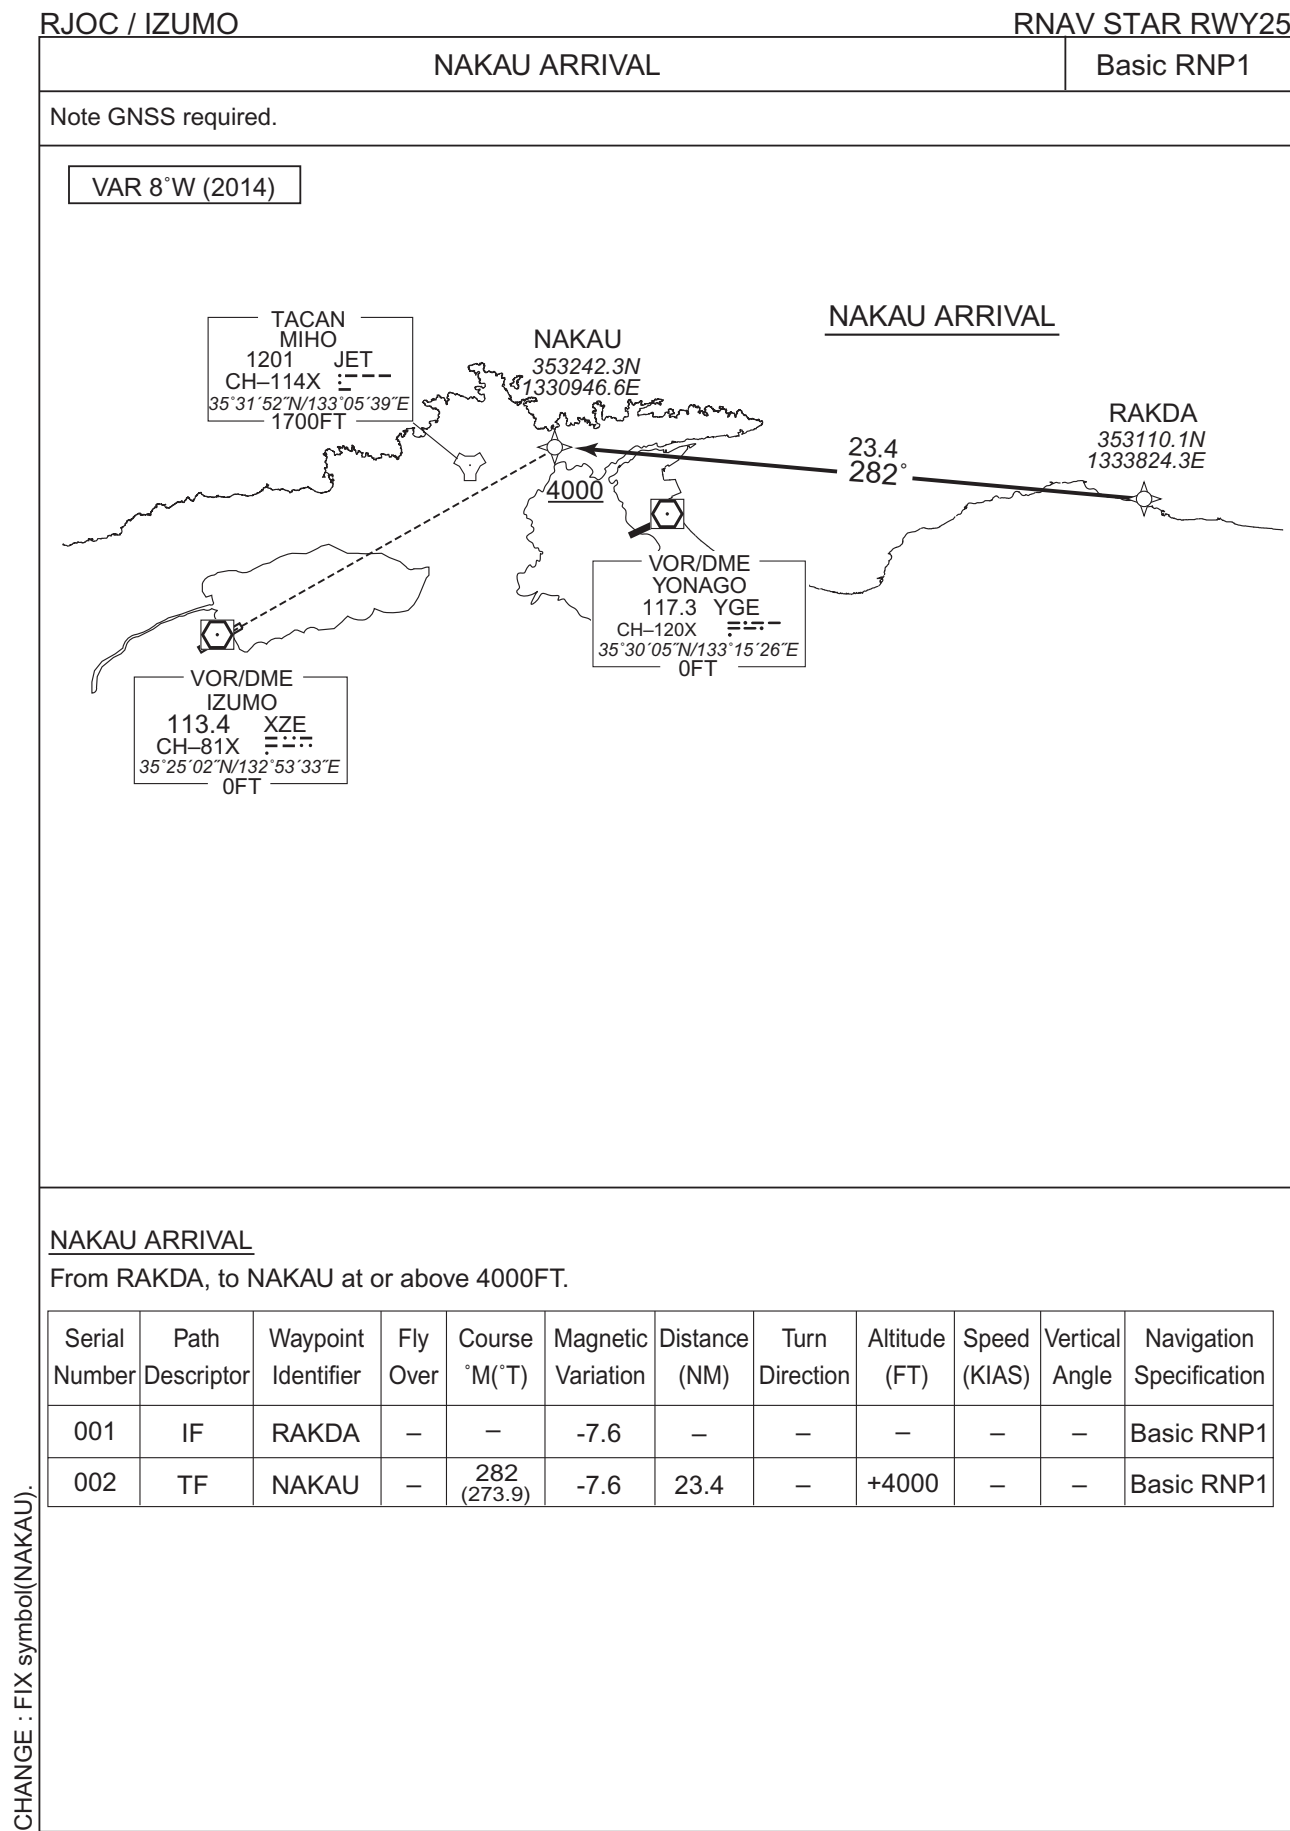 RJOC / IZUMO
RNAV STAR RWY25
NAKAU ARRIVAL
Basic RNP1
Note GNSS required.
VAR 8˚W (2014)
TACAN
MIHO
1201 JET
CH–114X
35˚31´52˝N/133˚05´39˝E
1700FT
NAKAU
353242.3N
1330946.6E
4000
NAKAU ARRIVAL
23.4
282˚
RAKDA
353110.1N
1333824.3E
VOR/DME
YONAGO
117.3 YGE
CH–120X
35˚30´05˝N/133˚15´26˝E
0FT
VOR/DME
IZUMO
113.4 XZE
CH–81X
35˚25´02˝N/132˚53´33˝E
0FT
NAKAU ARRIVAL
From RAKDA, to NAKAU at or above 4000FT.
Serial Path Waypoint Fly Course Magnetic Distance Turn Altitude Speed Vertical Navigation
Number Descriptor Identifier Over ˚M(˚T) Variation (NM) Direction (FT) (KIAS) Angle Specification
001 IF RAKDA – – -7.6 – – – – – Basic RNP1
002 TF NAKAU – 282 (273.9) -7.6 23.4 – +4000 – – Basic RNP1
CHANGE : FIX symbol(NAKAU).